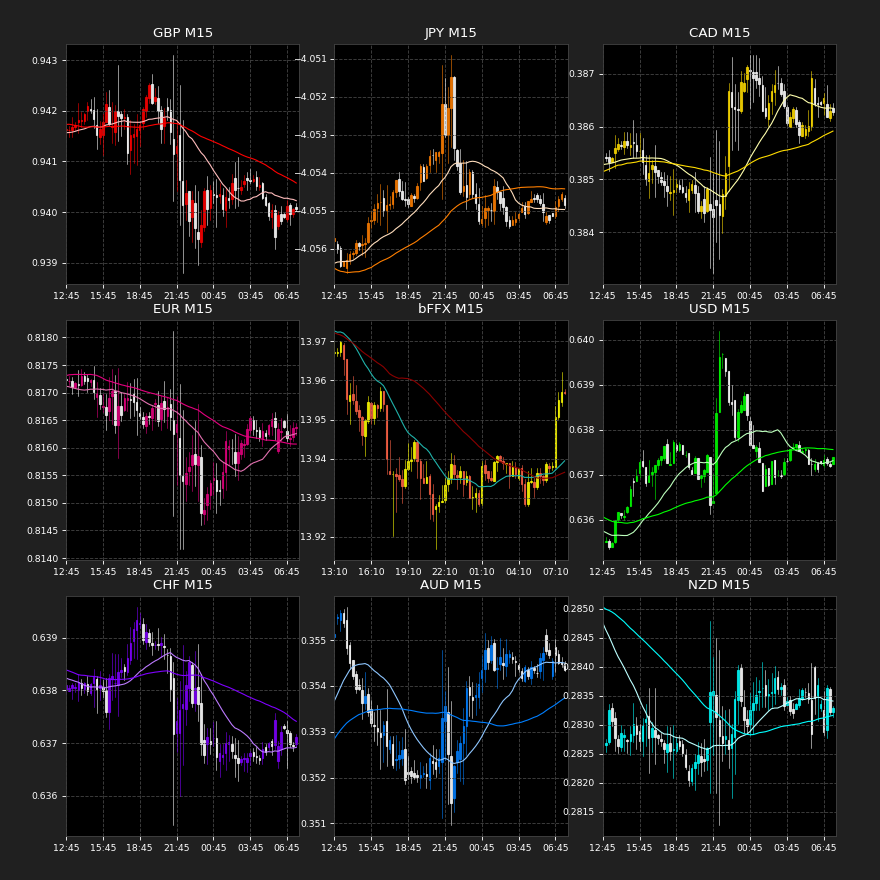 GBP M15
JPY M15
CAD M15
0.943
0.942
0.941
0.940
0.939
−4.051
−4.052
−4.053
−4.054
−4.055
−4.056
0.387
0.386
0.385
0.384
12:45 15:45 18:45 21:45 00:45 03:45 06:45
12:45 15:45 18:45 21:45 00:45 03:45 06:45
12:45 15:45 18:45 21:45 00:45 03:45 06:45
EUR M15
bFFX M15
USD M15
0.8180
0.8175
0.8170
0.8165
0.8160
0.8155
0.8150
0.8145
0.8140
13.97
13.96
13.95
13.94
13.93
13.92
0.640
0.639
0.638
0.637
0.636
12:45 15:45 18:45 21:45 00:45 03:45 06:45
13:10 16:10 19:10 22:10 01:10 04:10 07:10
12:45 15:45 18:45 21:45 00:45 03:45 06:45
CHF M15
AUD M15
NZD M15
0.639
0.638
0.637
0.636
0.355
0.354
0.353
0.352
0.351
0.2850
0.2845
0.2840
0.2835
0.2830
0.2825
0.2820
0.2815
12:45 15:45 18:45 21:45 00:45 03:45 06:45
12:45 15:45 18:45 21:45 00:45 03:45 06:45
12:45 15:45 18:45 21:45 00:45 03:45 06:45